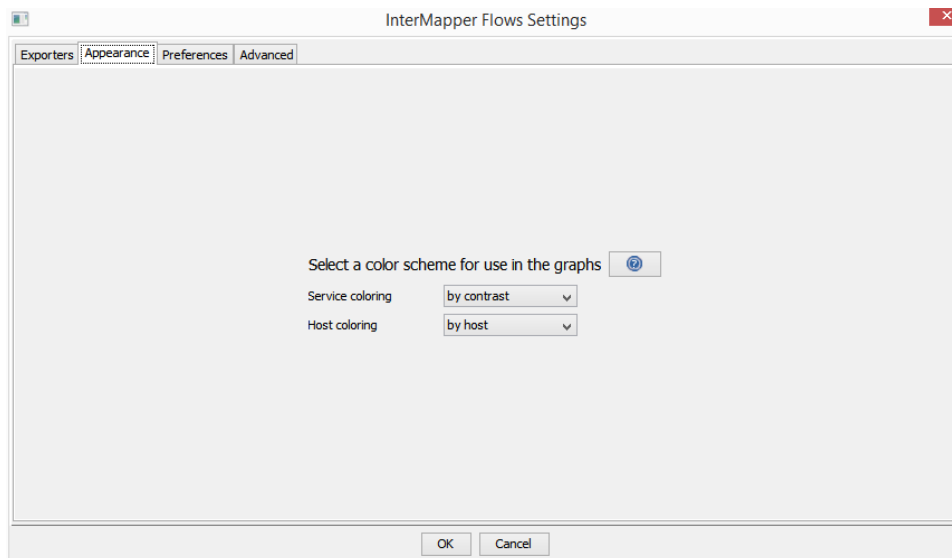 InterMapper Flows Settings
Exporters Appearance Preferences Advanced
Select a color scheme for use in the graphs
Service coloring by contrast
Host coloring by host
OK Cancel